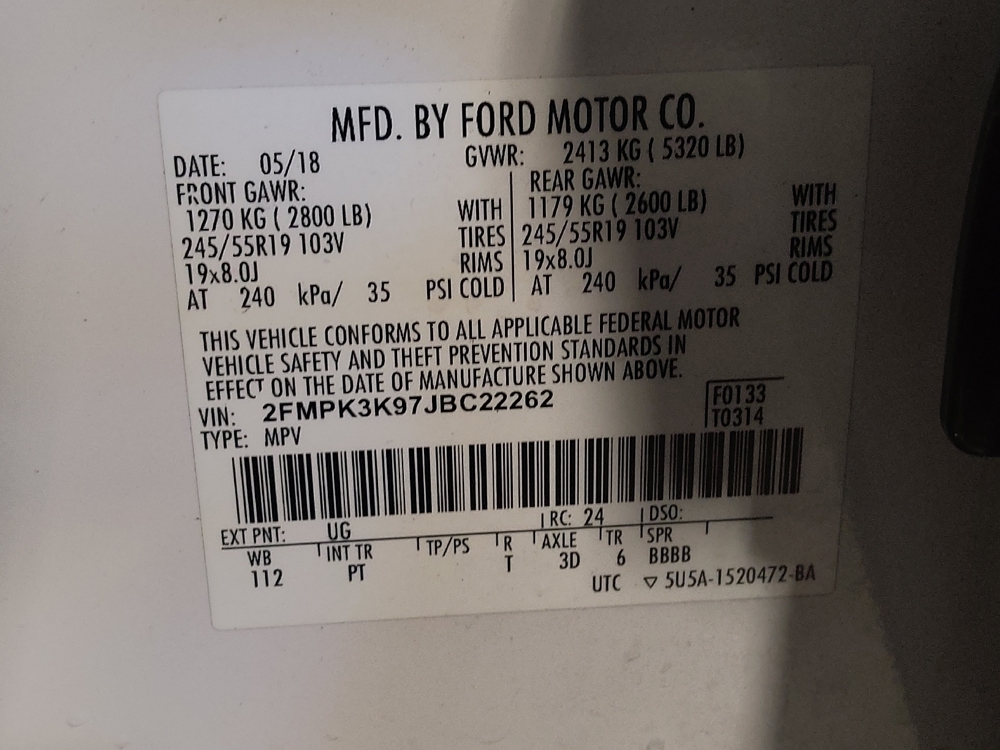 MFD. BY FORD MOTOR CO.
DATE: 05/18 GVWR: 2413 KG ( 5320 LB)
FRONT GAWR: REAR GAWR:
1270 KG ( 2800 LB) WITH 1179 KG ( 2600 LB) WITH
245/55R19 103V TIRES 245/55R19 103V TIRES
19x8.0J RIMS 19x8.0J RIMS
AT 240 kPa/ 35 PSI COLD AT 240 kPa/ 35 PSI COLD
THIS VEHICLE CONFORMS TO ALL APPLICABLE FEDERAL MOTOR
VEHICLE SAFETY AND THEFT PREVENTION STANDARDS IN
EFFECT ON THE DATE OF MANUFACTURE SHOWN ABOVE.
VIN: 2FMPK3K97JBC22262 F0133
TYPE: MPV T0314
EXT PNT: UG RC: 24 DSO:
WB INT TR TP/PS R AXLE TR SPR
112 PT T 3D 6 BBBB
UTC ▽ 5U5A-1520472-BA